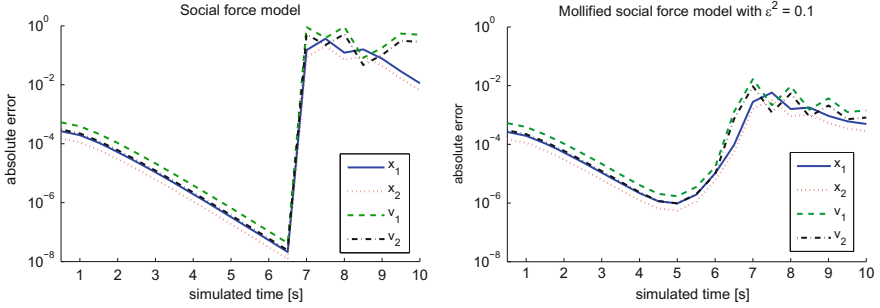 Social force model
10^0
10^-2
10^-4
10^-6
10^-8
absolute error
x_1
x_2
v_1
v_2
1 2 3 4 5 6 7 8 9 10
simulated time [s]
Mollified social force model with ε^2 = 0.1
10^0
10^-2
10^-4
10^-6
10^-8
absolute error
x_1
x_2
v_1
v_2
1 2 3 4 5 6 7 8 9 10
simulated time [s]